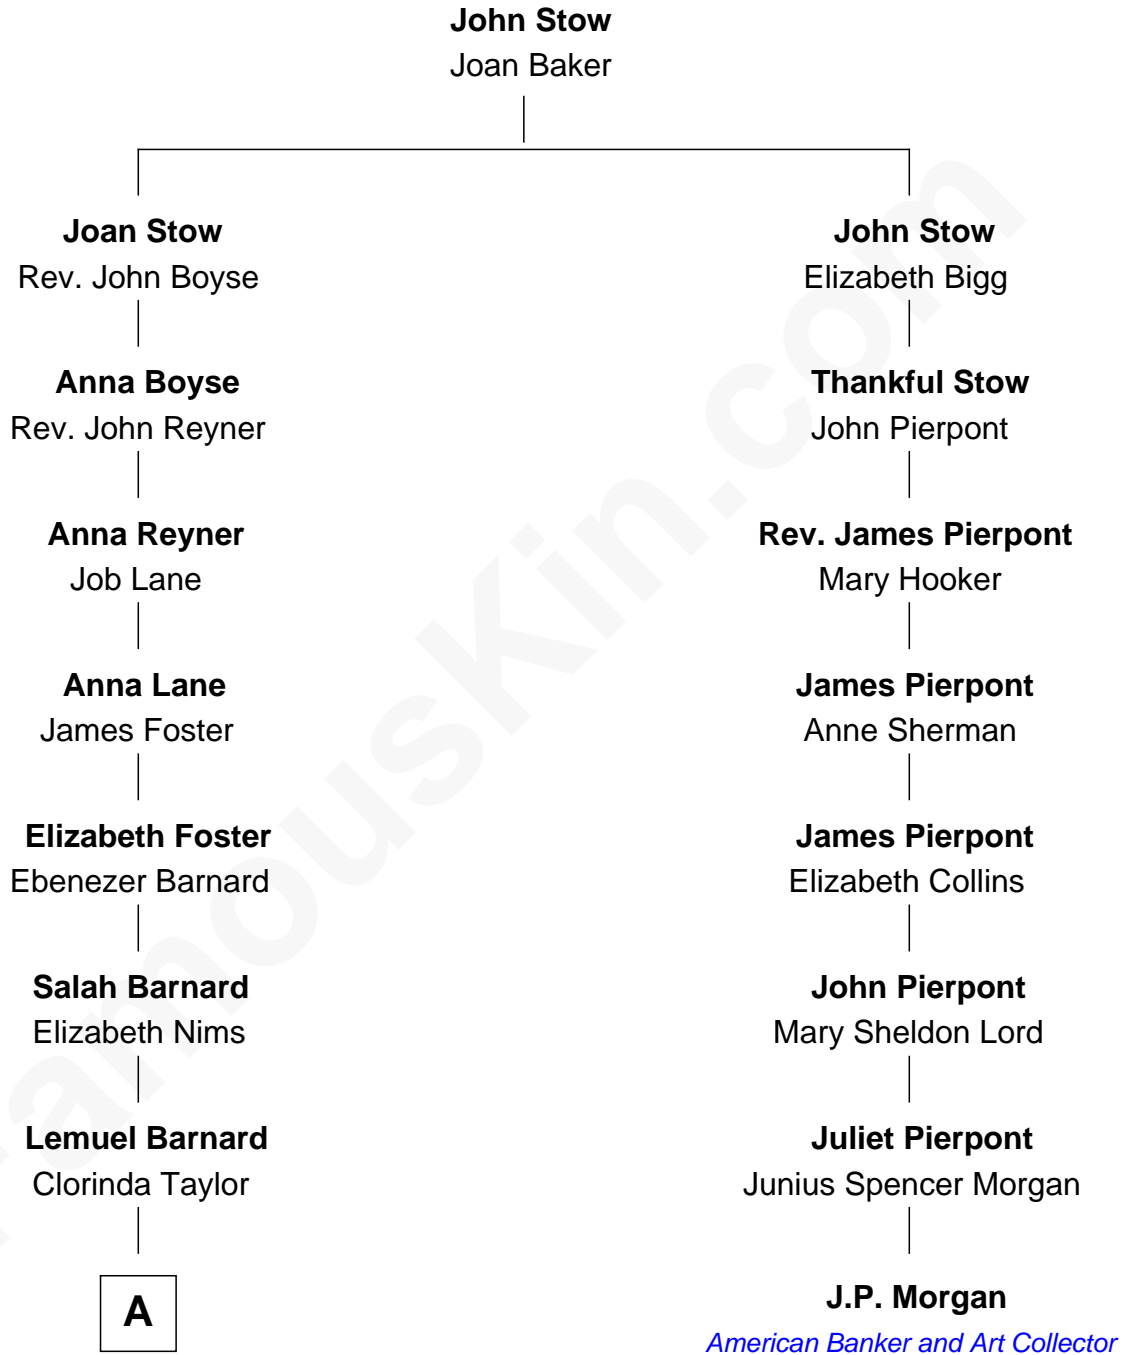 John Stow
Joan Baker
Joan Stow
Rev. John Boyse
Anna Boyse
Rev. John Reyner
Anna Reyner
Job Lane
Anna Lane
James Foster
Elizabeth Foster
Ebenezer Barnard
Salah Barnard
Elizabeth Nims
Lemuel Barnard
Clorinda Taylor
A
John Stow
Elizabeth Bigg
Thankful Stow
John Pierpont
Rev. James Pierpont
Mary Hooker
James Pierpont
Anne Sherman
James Pierpont
Elizabeth Collins
John Pierpont
Mary Sheldon Lord
Juliet Pierpont
Junius Spencer Morgan
J.P. Morgan
American Banker and Art Collector
FamousKin.com